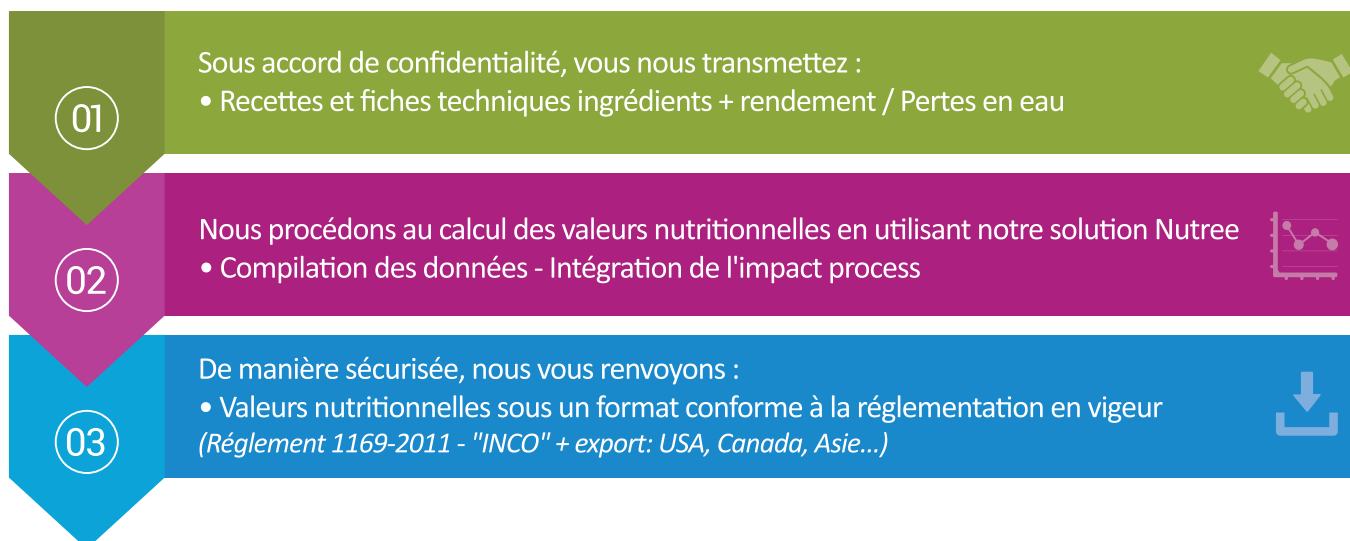 01
Sous accord de confidentialité, vous nous transmettez :
• Recettes et fiches techniques ingrédients + rendement / Pertes en eau
02
Nous procédons au calcul des valeurs nutritionnelles en utilisant notre solution Nutree
• Compilation des données - Intégration de l'impact process
03
De manière sécurisée, nous vous renvoyons :
• Valeurs nutritionnelles sous un format conforme à la réglementation en vigeur
(Réglement 1169-2011 - "INCO" + export: USA, Canada, Asie...)